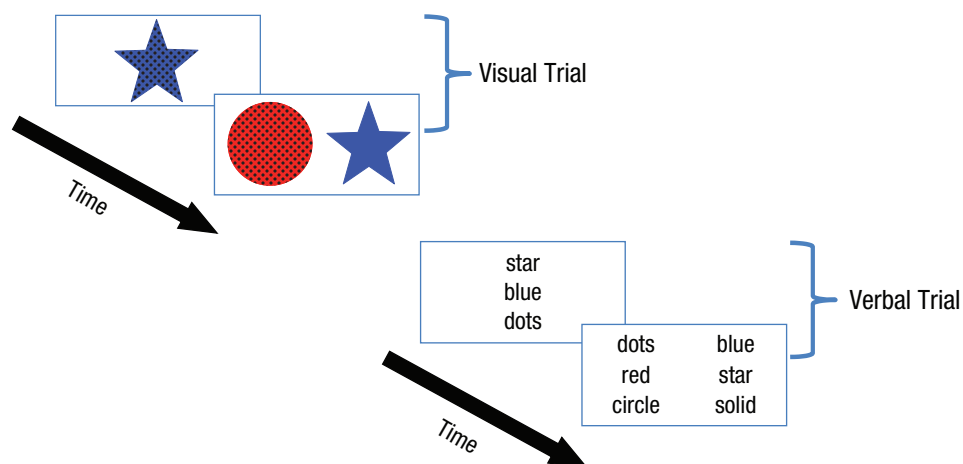 Visual Trial
Time
star
blue
dots
Verbal Trial
dots blue
red star
circle solid
Time